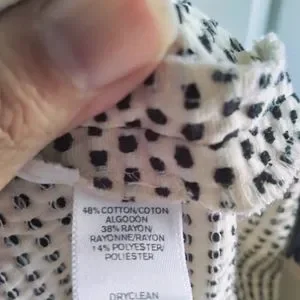 48% COTTON/COTON
ALGODON
38% RAYON/
RAYONNE/RAYON
14% POLYESTER/
POLIESTER
DRYCLEAN